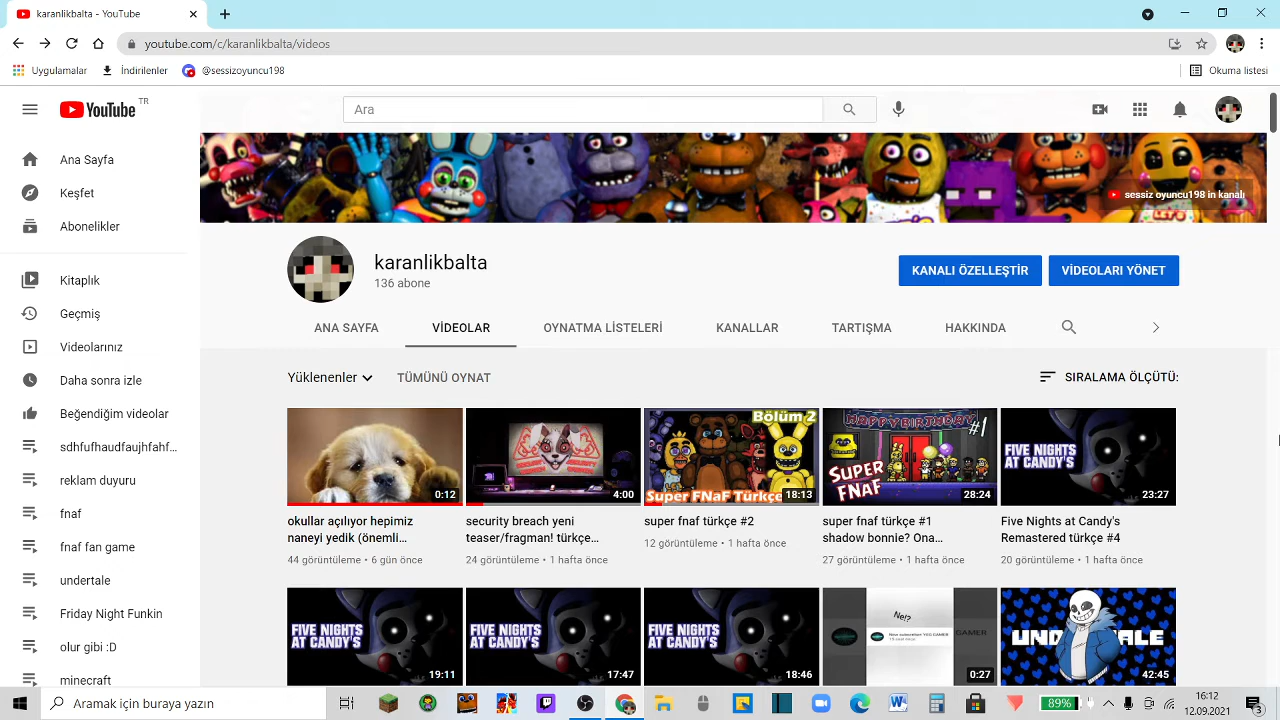 karanlikbalta - YouTube
youtube.com/c/karanlikbalta/videos
Uygulamalar
İndirilenler
@sessizoyuncu198
Okuma listesi
YouTube TR
Ara
Ana Sayfa
Keşfet
Abonelikler
Kitaplık
Geçmiş
Videolarınız
Daha sonra izle
Beğendiğim videolar
sdhfufhaudfaujhfahf...
reklam duyuru
fnaf
fnaf fan game
undertale
Friday Night Funkin
olur gibi :D
minecraft
sessiz oyuncu198 in kanalı
karanlikbalta
136 abone
KANALI ÖZELLEŞTİR
VİDEOLARI YÖNET
ANA SAYFA
VİDEOLAR
OYNATMA LİSTELERİ
KANALLAR
TARTIŞMA
HAKKINDA
Yüklenenler
TÜMÜNÜ OYNAT
SIRALAMA ÖLÇÜTÜ:
0:12
okullar açılıyor hepimiz
naneyi yedik (önemli...
44 görüntüleme • 6 gün önce
4:00
security breach yeni
teaser/fragman! türkçe...
24 görüntüleme • 1 hafta önce
Bölüm 2
Super FNaF Türkçe
18:13
super fnaf türkçe #2
12 görüntüleme • 1 hafta önce
HAPPY BIRTHDAY
#1
SUPER
FNAF
28:24
super fnaf türkçe #1
shadow bonnie? Ona...
27 görüntüleme • 1 hafta önce
FIVE NIGHTS
AT CANDY'S
23:27
Five Nights at Candy's
Remastered türkçe #4
20 görüntüleme • 1 hafta önce
FIVE NIGHTS
AT CANDY'S
19:11
FIVE NIGHTS
AT CANDY'S
17:47
FIVE NIGHTS
AT CANDY'S
18:46
Ne!?
GAMER
0:27
UNDERTALE
42:45
Aramak için buraya yazın
89%
16:12
12.09.2021
3